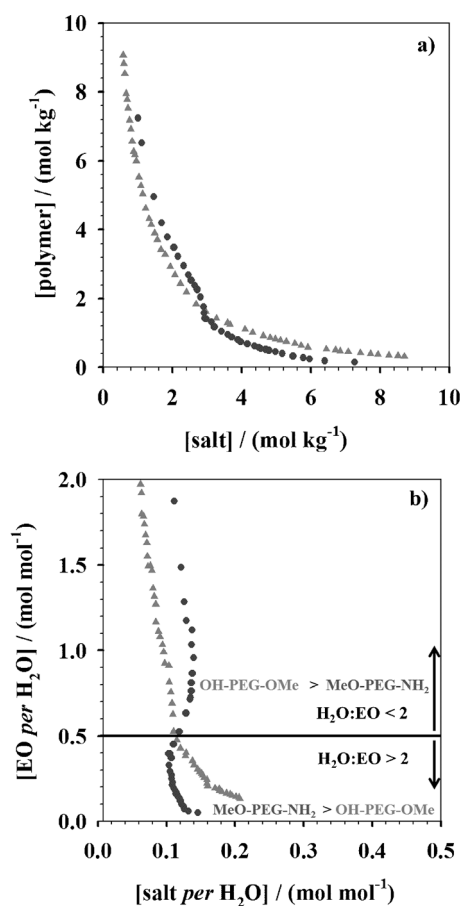 a)
10
8
6
4
2
0
[polymer] / (mol kg⁻¹)
0 2 4 6 8 10
[salt] / (mol kg⁻¹)
b)
2.0
1.5
1.0
0.5
0.0
[EO per H₂O] / (mol mol⁻¹)
OH-PEG-OMe > MeO-PEG-NH₂
H₂O:EO < 2
H₂O:EO > 2
MeO-PEG-NH₂ > OH-PEG-OMe
0.0 0.1 0.2 0.3 0.4 0.5
[salt per H₂O] / (mol mol⁻¹)